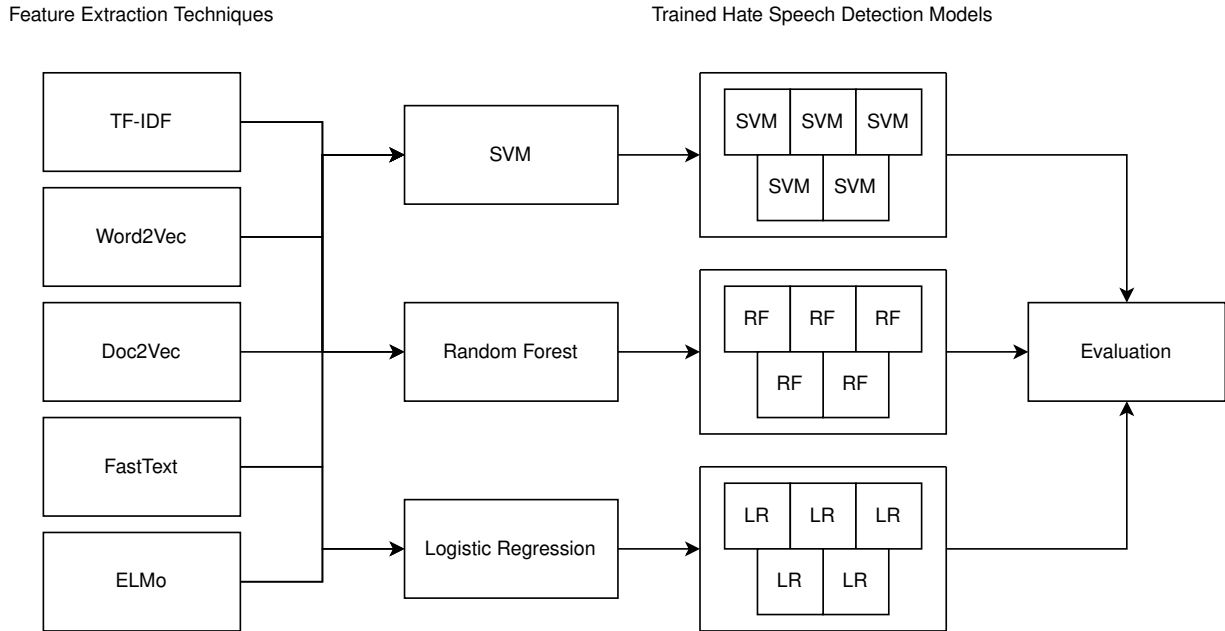 Feature Extraction Techniques
Trained Hate Speech Detection Models
TF-IDF
Word2Vec
Doc2Vec
FastText
ELMo
SVM
Random Forest
Logistic Regression
SVM SVM SVM
SVM SVM
RF RF RF
RF RF
LR LR LR
LR LR
Evaluation